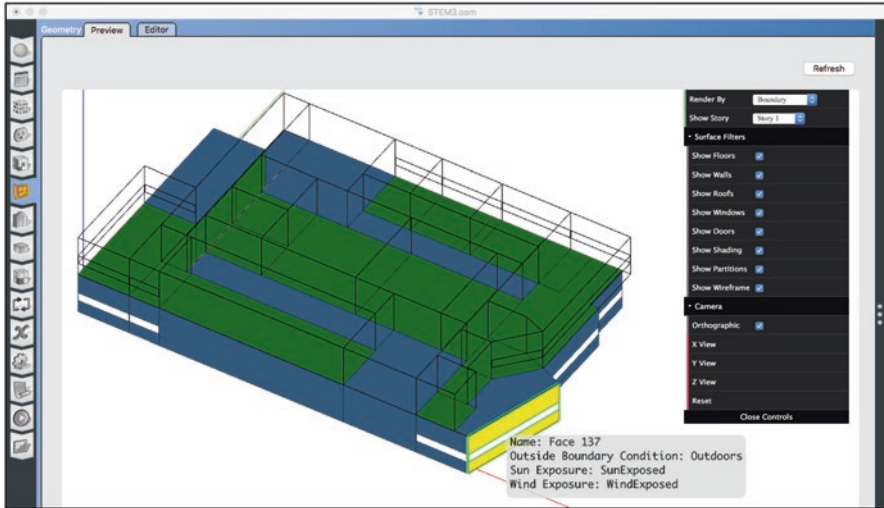 STEM3.osm
Geometry Preview Editor
Refresh
Render By Boundary
Show Story Story 1
Surface Filters
Show Floors
Show Walls
Show Roofs
Show Windows
Show Doors
Show Shading
Show Partitions
Show Wireframe
Camera
Orthographic
X View
Y View
Z View
Reset
Close Controls
Name: Face 137
Outside Boundary Condition: Outdoors
Sun Exposure: SunExposed
Wind Exposure: WindExposed